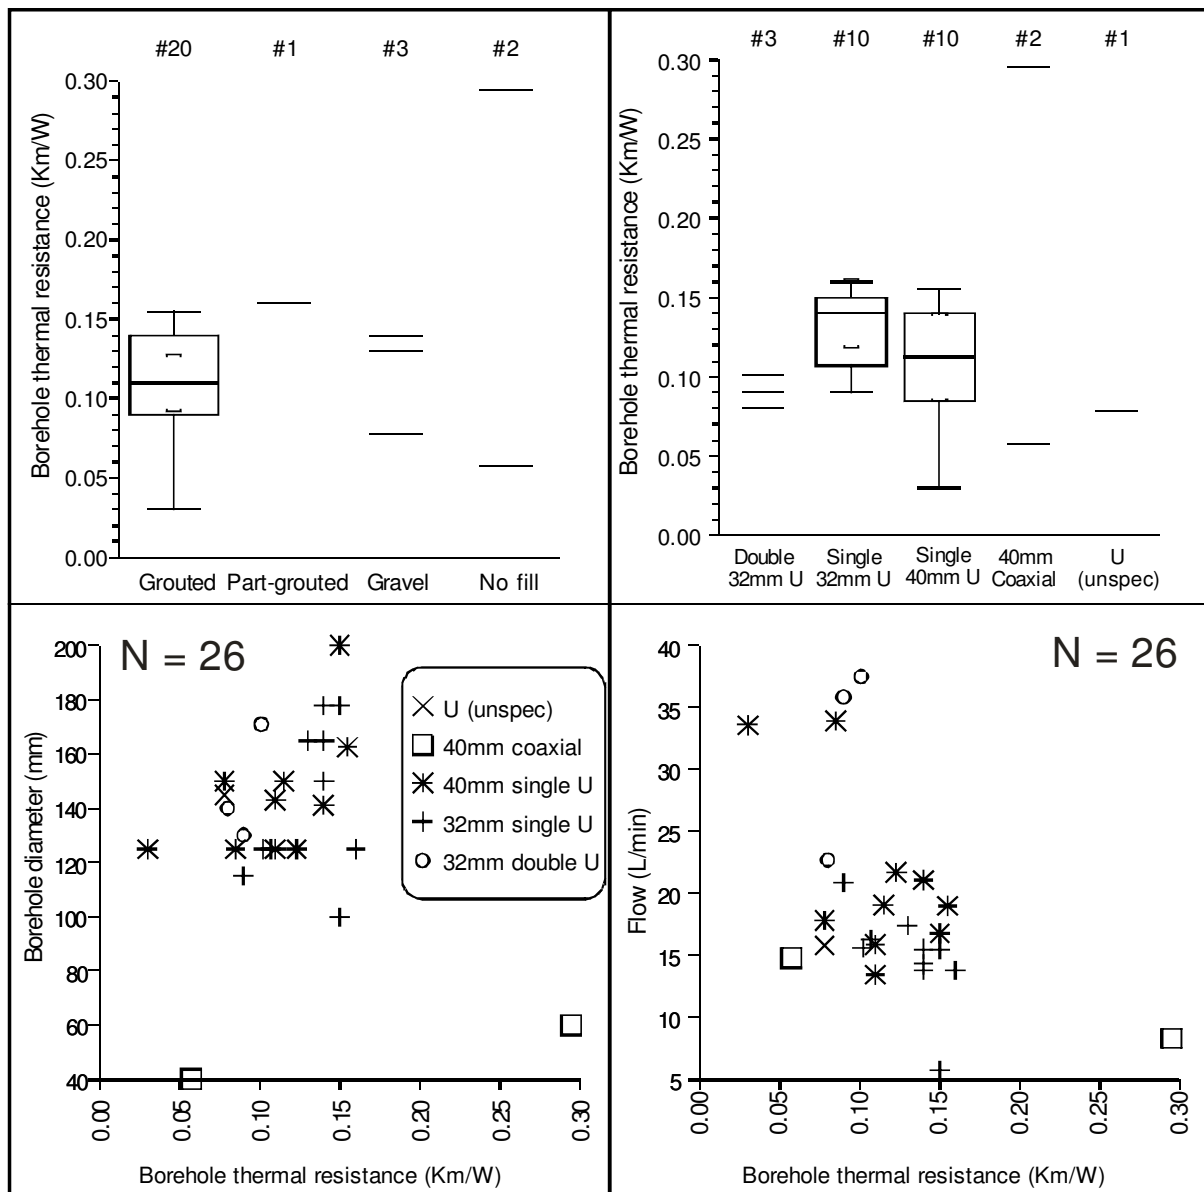 #20 #1 #3 #2
0.30
0.25
0.20
0.15
0.10
0.05
0.00
Borehole thermal resistance (Km/W)
Grouted Part-grouted Gravel No fill
#3 #10 #10 #2 #1
0.30
0.25
0.20
0.15
0.10
0.05
0.00
Borehole thermal resistance (Km/W)
Double Single Single 40mm U
32mm U 32mm U 40mm U Coaxial (unspec)
N = 26
200
180
160
140
120
100
80
60
40
Borehole diameter (mm)
U (unspec)
40mm coaxial
40mm single U
32mm single U
32mm double U
0.00 0.05 0.10 0.15 0.20 0.25 0.30
Borehole thermal resistance (Km/W)
N = 26
40
35
30
25
20
15
10
5
Flow (L/min)
0.00 0.05 0.10 0.15 0.20 0.25 0.30
Borehole thermal resistance (Km/W)